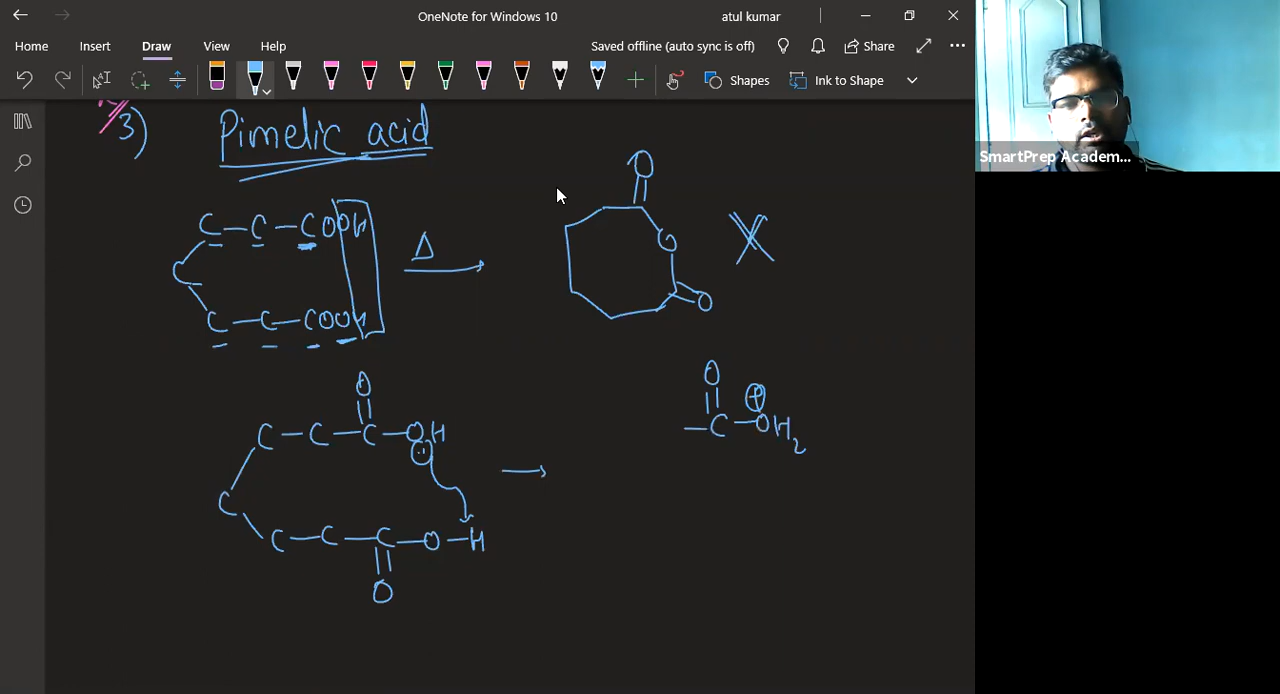 OneNote for Windows 10
atul kumar
Home Insert Draw View Help
Saved offline (auto sync is off)
Share
Shapes
Ink to Shape
SmartPrep Academ...
3) Pimelic acid
O
C - C - COOH
Δ
O
X
C
O
C - C - COOH
O O
C - C - C - OH
- C - OH2
⊕
C
C - C - C - O - H
O